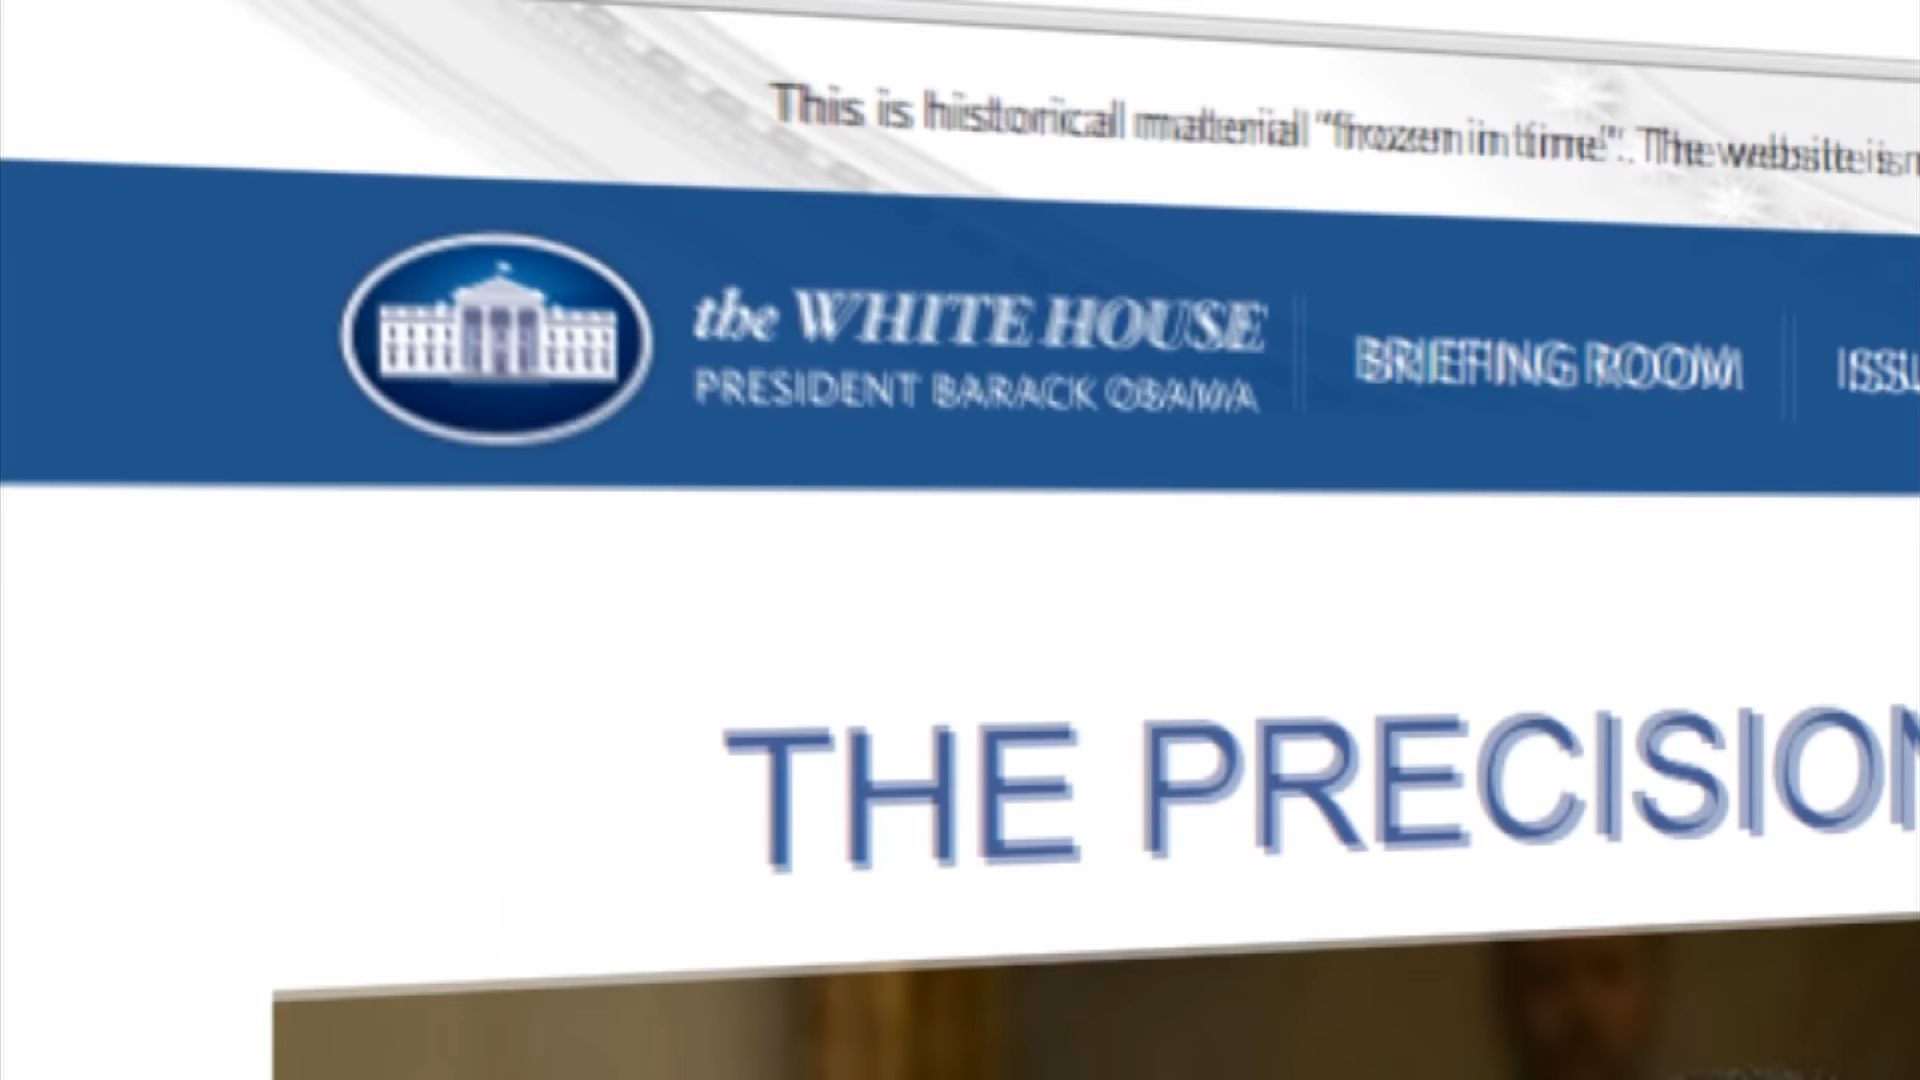 This is historical material "frozen in time". The website is
the WHITE HOUSE
PRESIDENT BARACK OBAMA
BRIEFING ROOM
ISSU
THE PRECISION